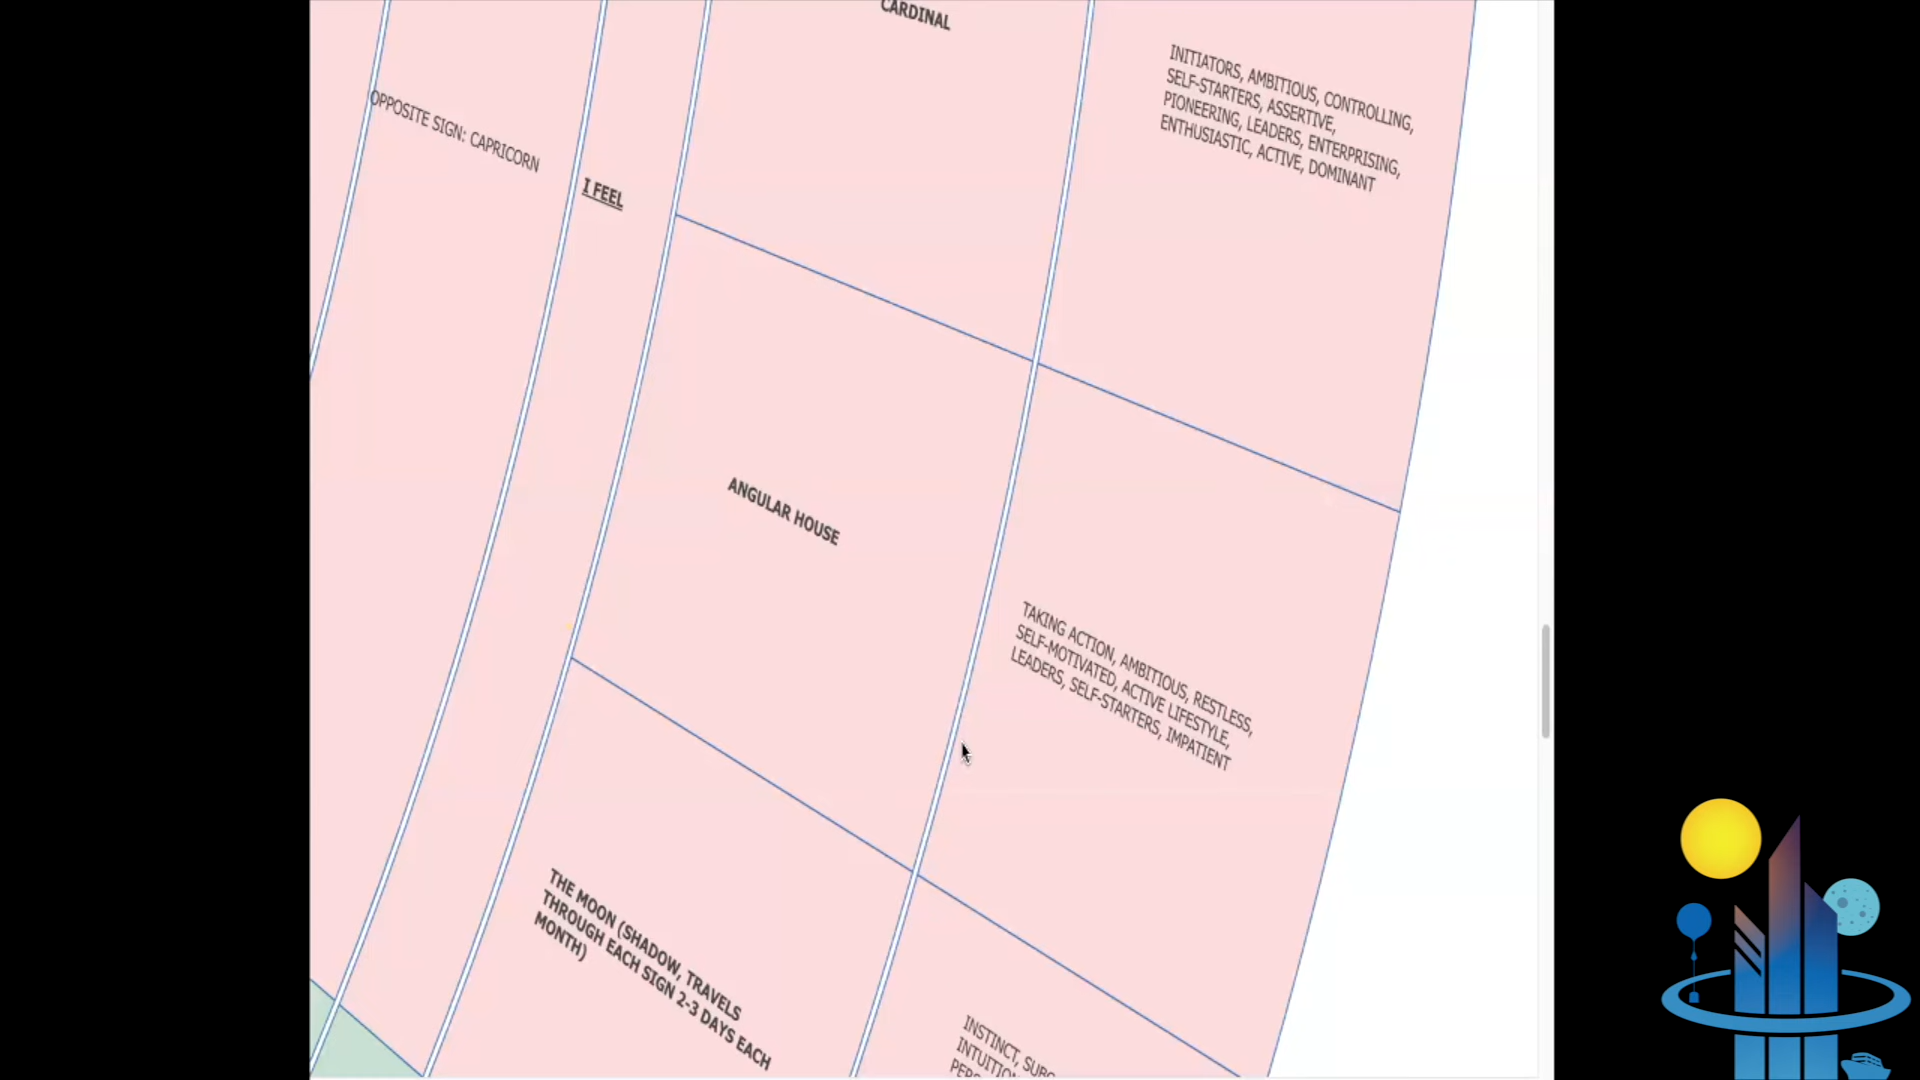 CARDINAL
INITIATORS, AMBITIOUS, CONTROLLING,
SELF-STARTERS, ASSERTIVE,
PIONEERING, LEADERS, ENTERPRISING,
ENTHUSIASTIC, ACTIVE, DOMINANT
OPPOSITE SIGN: CAPRICORN
I FEEL
ANGULAR HOUSE
TAKING ACTION, AMBITIOUS, RESTLESS,
SELF-MOTIVATED, ACTIVE LIFESTYLE,
LEADERS, SELF-STARTERS, IMPATIENT
THE MOON (SHADOW, TRAVELS
THROUGH EACH SIGN 2-3 DAYS EACH
MONTH)
INSTINCT,